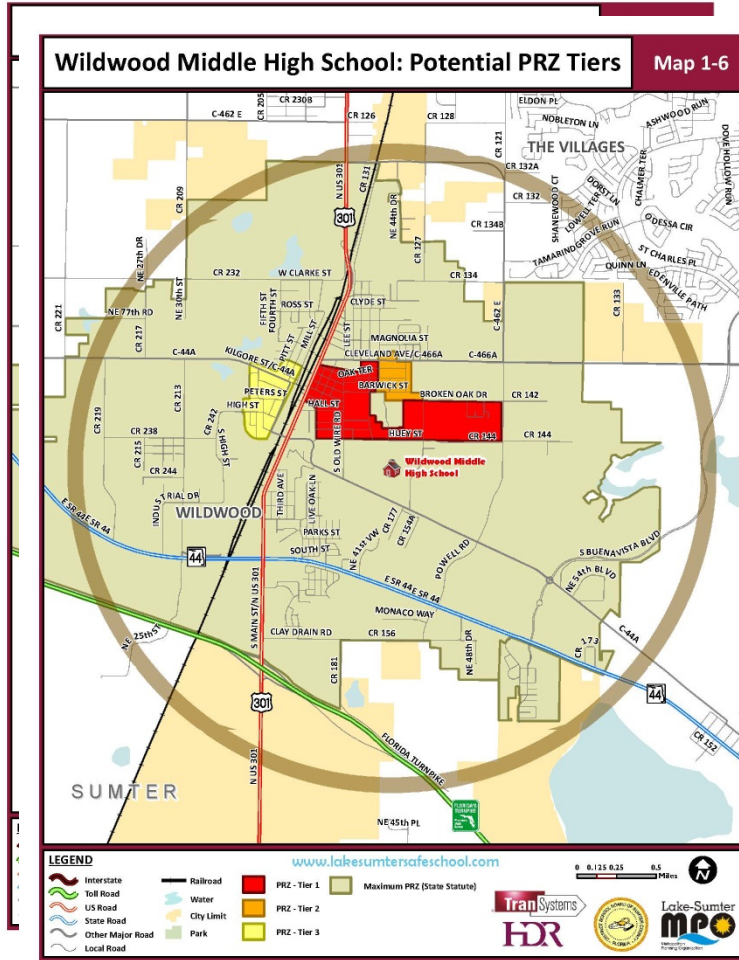 Wildwood Middle High School: Potential PRZ Tiers
Map 1-6
CR 205
CR 230B
C-462 E
CR 126
CR 128
CR 121
ELDON PL
NOBLETON LN
ASHWOOD RUN
THE VILLAGES
DOVE HOLLOW RUN
CHALMER TER
CR 132A
CR 132
SHANEWOOD CT
DORST LN
LOWELL TER
ODESSA CIR
TAMARIND GROVE RUN
ST CHARLES PL
QUINN LN
EDENVILLE PATH
N US 301
CR 131
301
NE 44th DR
CR 127
CR 134B
CR 134
CR 133
CR 209
NE 27th DR
NE 30th ST
CR 232
W CLARKE ST
CR 221
NE 77th RD
CR 217
FIFTH ST
FOURTH ST
ROSS ST
MILL ST
PITT ST
CLYDE ST
LEE ST
MAGNOLIA ST
C-462 E
C-44A
KILGORE ST/C-44A
CLEVELAND AVE/C-466A
C-466A
OAK TER
BARWICK ST
BROKEN OAK DR
CR 142
PETERS ST
HIGH ST
HALL ST
CR 213
CR 219
CR 242
S HIGH ST
CR 238
CR 215
CR 244
S OLD WIRE RD
HUEY ST
CR 144
CR 144
Wildwood Middle
High School
INDUSTRIAL DR
WILDWOOD
THIRD AVE
LIVE OAK LN
PARKS ST
SOUTH ST
NE 41st VW
CR 177
CR 154A
POWELL RD
S BUENA VISTA BLVD
NE 54th BLVD
E SR 44 E SR 44
44
E SR 44 E SR 44
MONACO WAY
C-44A
NE 25th ST
S MAIN ST/N US 301
CLAY DRAIN RD
CR 156
CR 181
NE 48th DR
CR 173
44
CR 152
301
N US 301
FLORIDA TURNPIKE
SUMTER
FLORIDA'S
TURNPIKE
NE 45th PL
LEGEND
Interstate
Toll Road
US Road
State Road
Other Major Road
Local Road
Railroad
Water
City Limit
Park
www.lakesumtersafeschool.com
PRZ - Tier 1
PRZ - Tier 2
PRZ - Tier 3
Maximum PRZ (State Statute)
0 0.125 0.25 0.5
Miles
N
TranSystems
HDR
Lake-Sumter
MPO
Metropolitan
Planning Organization